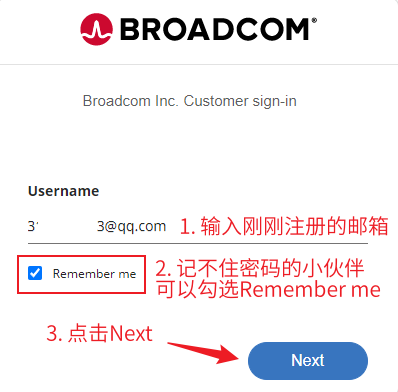 BROADCOM®
Broadcom Inc. Customer sign-in
Username
3 3@qq.com 1. 输入刚刚注册的邮箱
Remember me 2. 记不住密码的小伙伴
可以勾选Remember me
3. 点击Next
Next